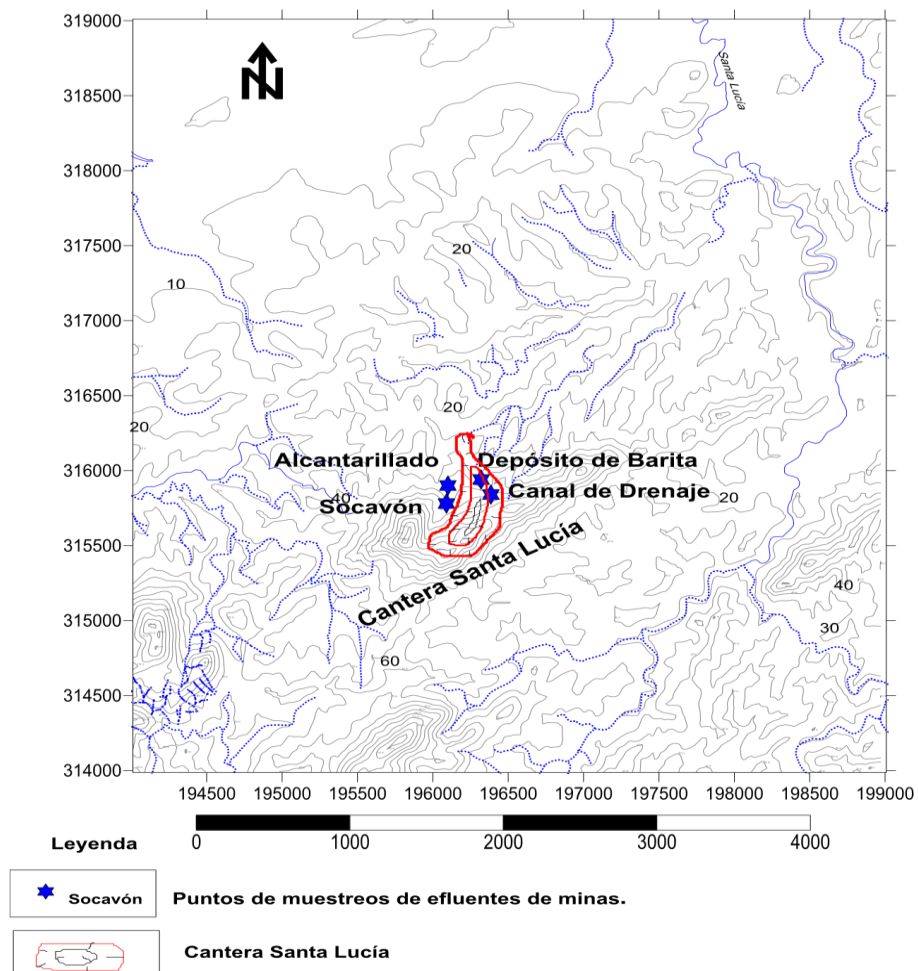 319000
318500
318000
317500
317000
316500
316000
315500
315000
314500
314000
N
Santa Lucía
20
10
20
20
Alcantarillado
Depósito de Barita
40
Socavón
Canal de Drenaje
20
Cantera Santa Lucía
40
30
60
194500 195000 195500 196000 196500 197000 197500 198000 198500 199000
0 1000 2000 3000 4000
Leyenda
Socavón Puntos de muestreos de efluentes de minas.
Cantera Santa Lucía